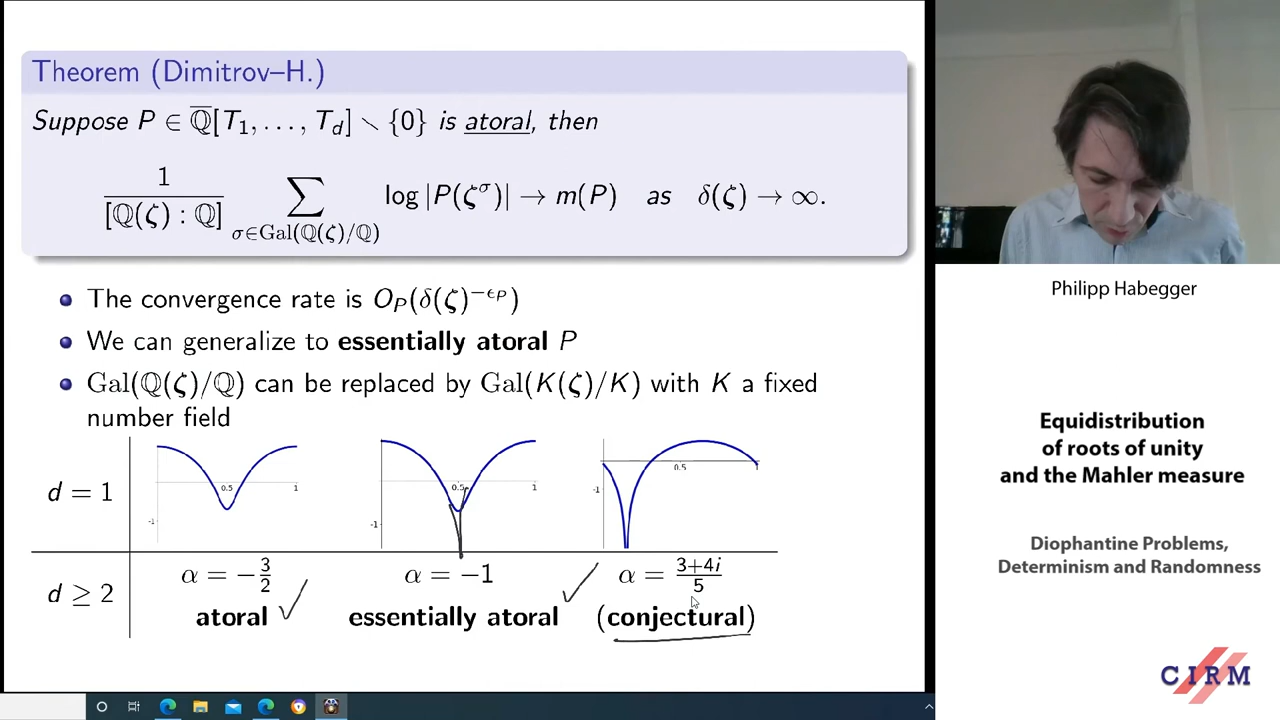 Theorem (Dimitrov–H.)
Suppose P ∈ ℚ̅[T₁, …, T_d] ∖ {0} is atoral, then
1/[ℚ(ζ) : ℚ] ∑_{σ∈Gal(ℚ(ζ)/ℚ)} log |P(ζ^σ)| → m(P) as δ(ζ) → ∞.
The convergence rate is O_P(δ(ζ)^{−ϵ_P})
We can generalize to essentially atoral P
Gal(ℚ(ζ)/ℚ) can be replaced by Gal(K(ζ)/K) with K a fixed
number field
d = 1
0.5 1 -1
0.5 1 -1
0.5 -1
d ≥ 2
α = −3/2
atoral
α = −1
essentially atoral
α = (3+4i)/5
(conjectural)
Philipp Habegger
Equidistribution
of roots of unity
and the Mahler measure
Diophantine Problems,
Determinism and Randomness
CIRM